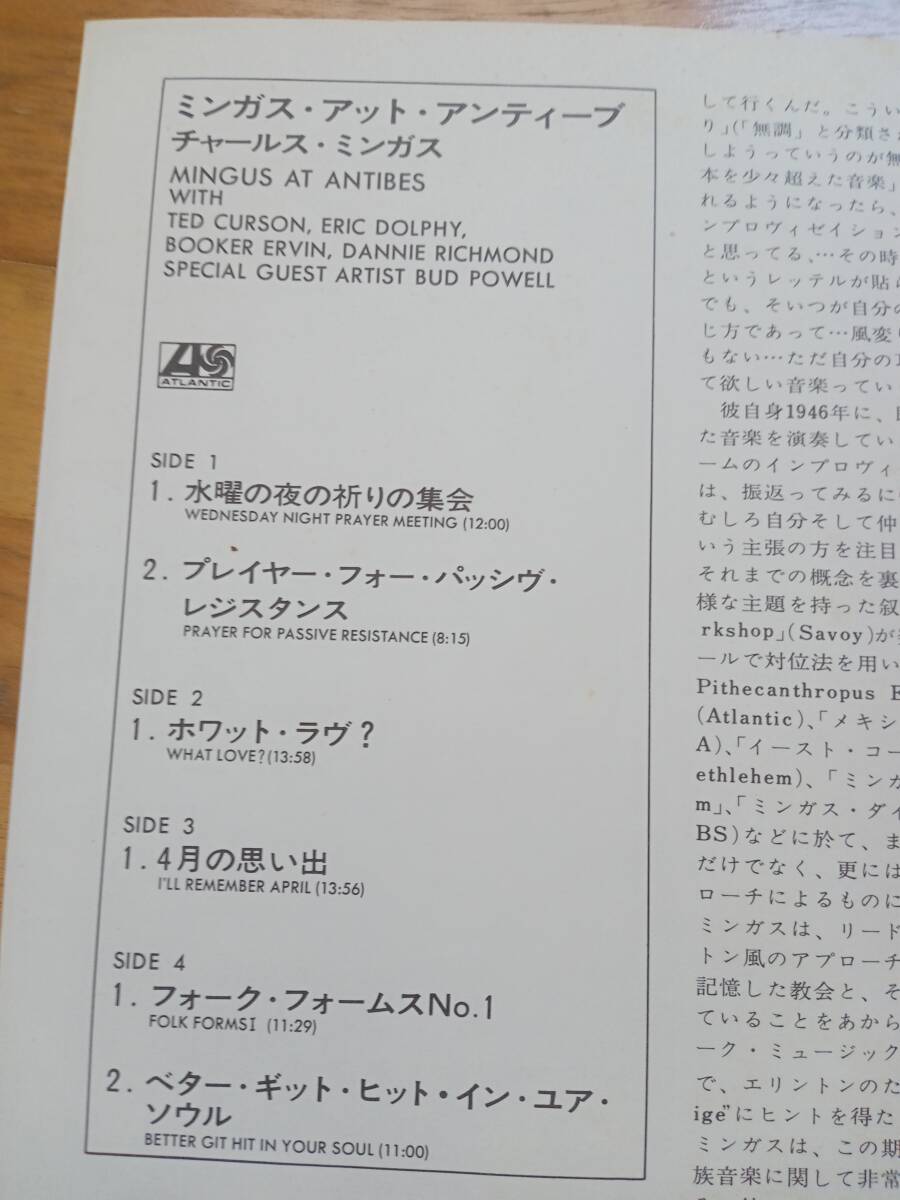 ミンガス・アット・アンティーブ
チャールス・ミンガス
MINGUS AT ANTIBES
WITH
TED CURSON, ERIC DOLPHY,
BOOKER ERVIN, DANNIE RICHMOND
SPECIAL GUEST ARTIST BUD POWELL
ATLANTIC
SIDE 1
1. 水曜の夜の祈りの集会
WEDNESDAY NIGHT PRAYER MEETING (12:00)
2. プレイヤー・フォー・パッシヴ・
レジスタンス
PRAYER FOR PASSIVE RESISTANCE (8:15)
SIDE 2
1. ホワット・ラヴ?
WHAT LOVE? (13:58)
SIDE 3
1. 4月の思い出
I'LL REMEMBER APRIL (13:56)
SIDE 4
1. フォーク・フォームスNo.1
FOLK FORMS I (11:29)
2. ベター・ギット・ヒット・イン・ユア・
ソウル
BETTER GIT HIT IN YOUR SOUL (11:00)
して行くんだ。こうい
り」(「無調」と分類さ
しようっていうのが無
本を少々超えた音楽」
れるようになったら、
ンプロヴィゼイション
と思ってる、…その時
というレッテルが貼ら
でも、そいつが自分の
じ方であって…風変り
もない…ただ自分の
て欲しい音楽ってい
彼自身1946年に、
た音楽を演奏してい
ームのインプロヴィ
は、振返ってみるに
むしろ自分そして仲
いう主張の方を注目
それまでの概念を裏
様な主題を持った叙
rkshop」(Savoy)が
ールで対位法を用い
Pithecanthropus E
(Atlantic)、「メキシ
A)、「イースト・コー
ethlehem)、「ミンガ
m」、「ミンガス・ダイ
BS)などに於て、ま
だけでなく、更には
ローチによるものに
ミンガスは、リード
トン風のアプローチ
記憶した教会と、そ
ていることをあから
ーク・ミュージック
で、エリントンのた
ige"にヒントを得た
ミンガスは、この期
族音楽に関して非常